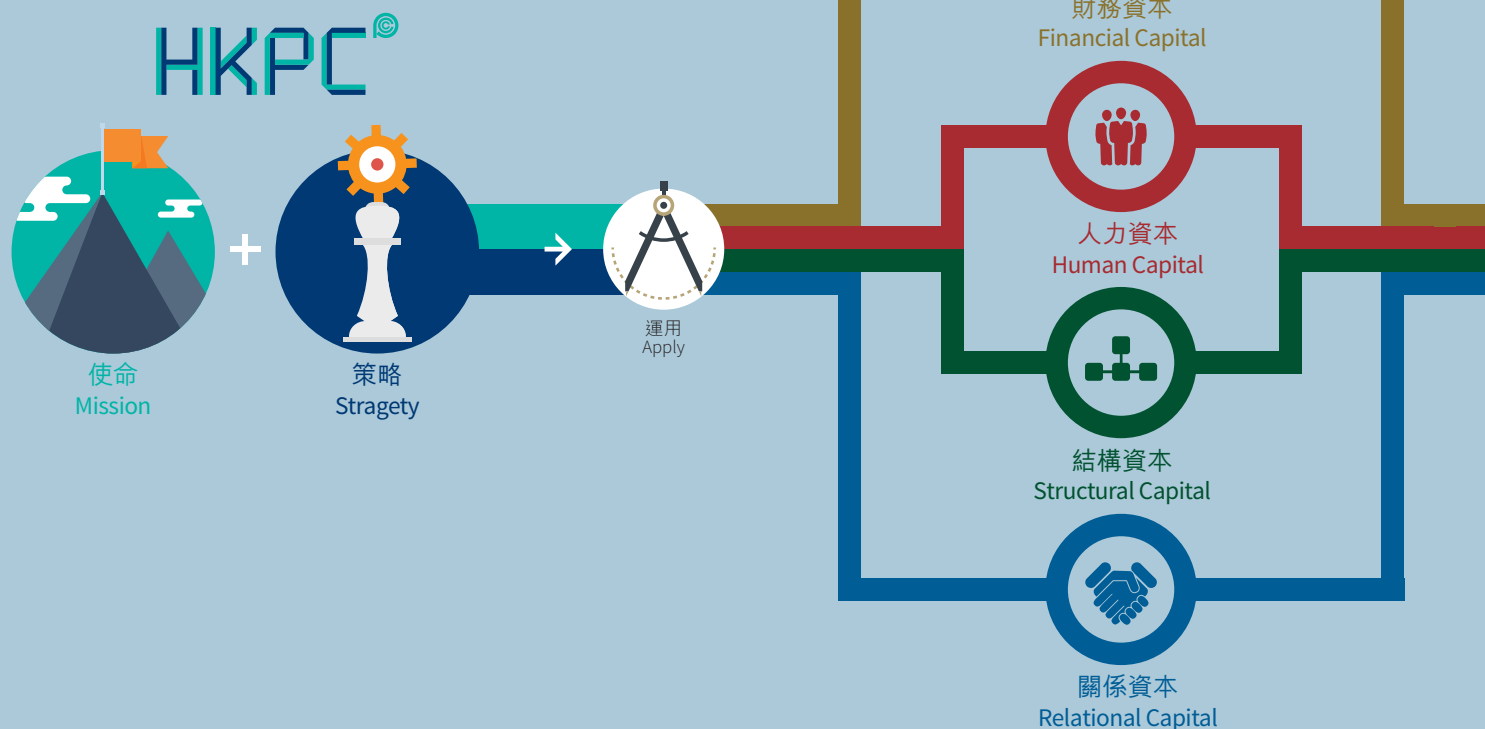 HKPC
財務資本
Financial Capital
人力資本
Human Capital
運用
Apply
使命
Mission
策略
Stragety
結構資本
Structural Capital
關係資本
Relational Capital